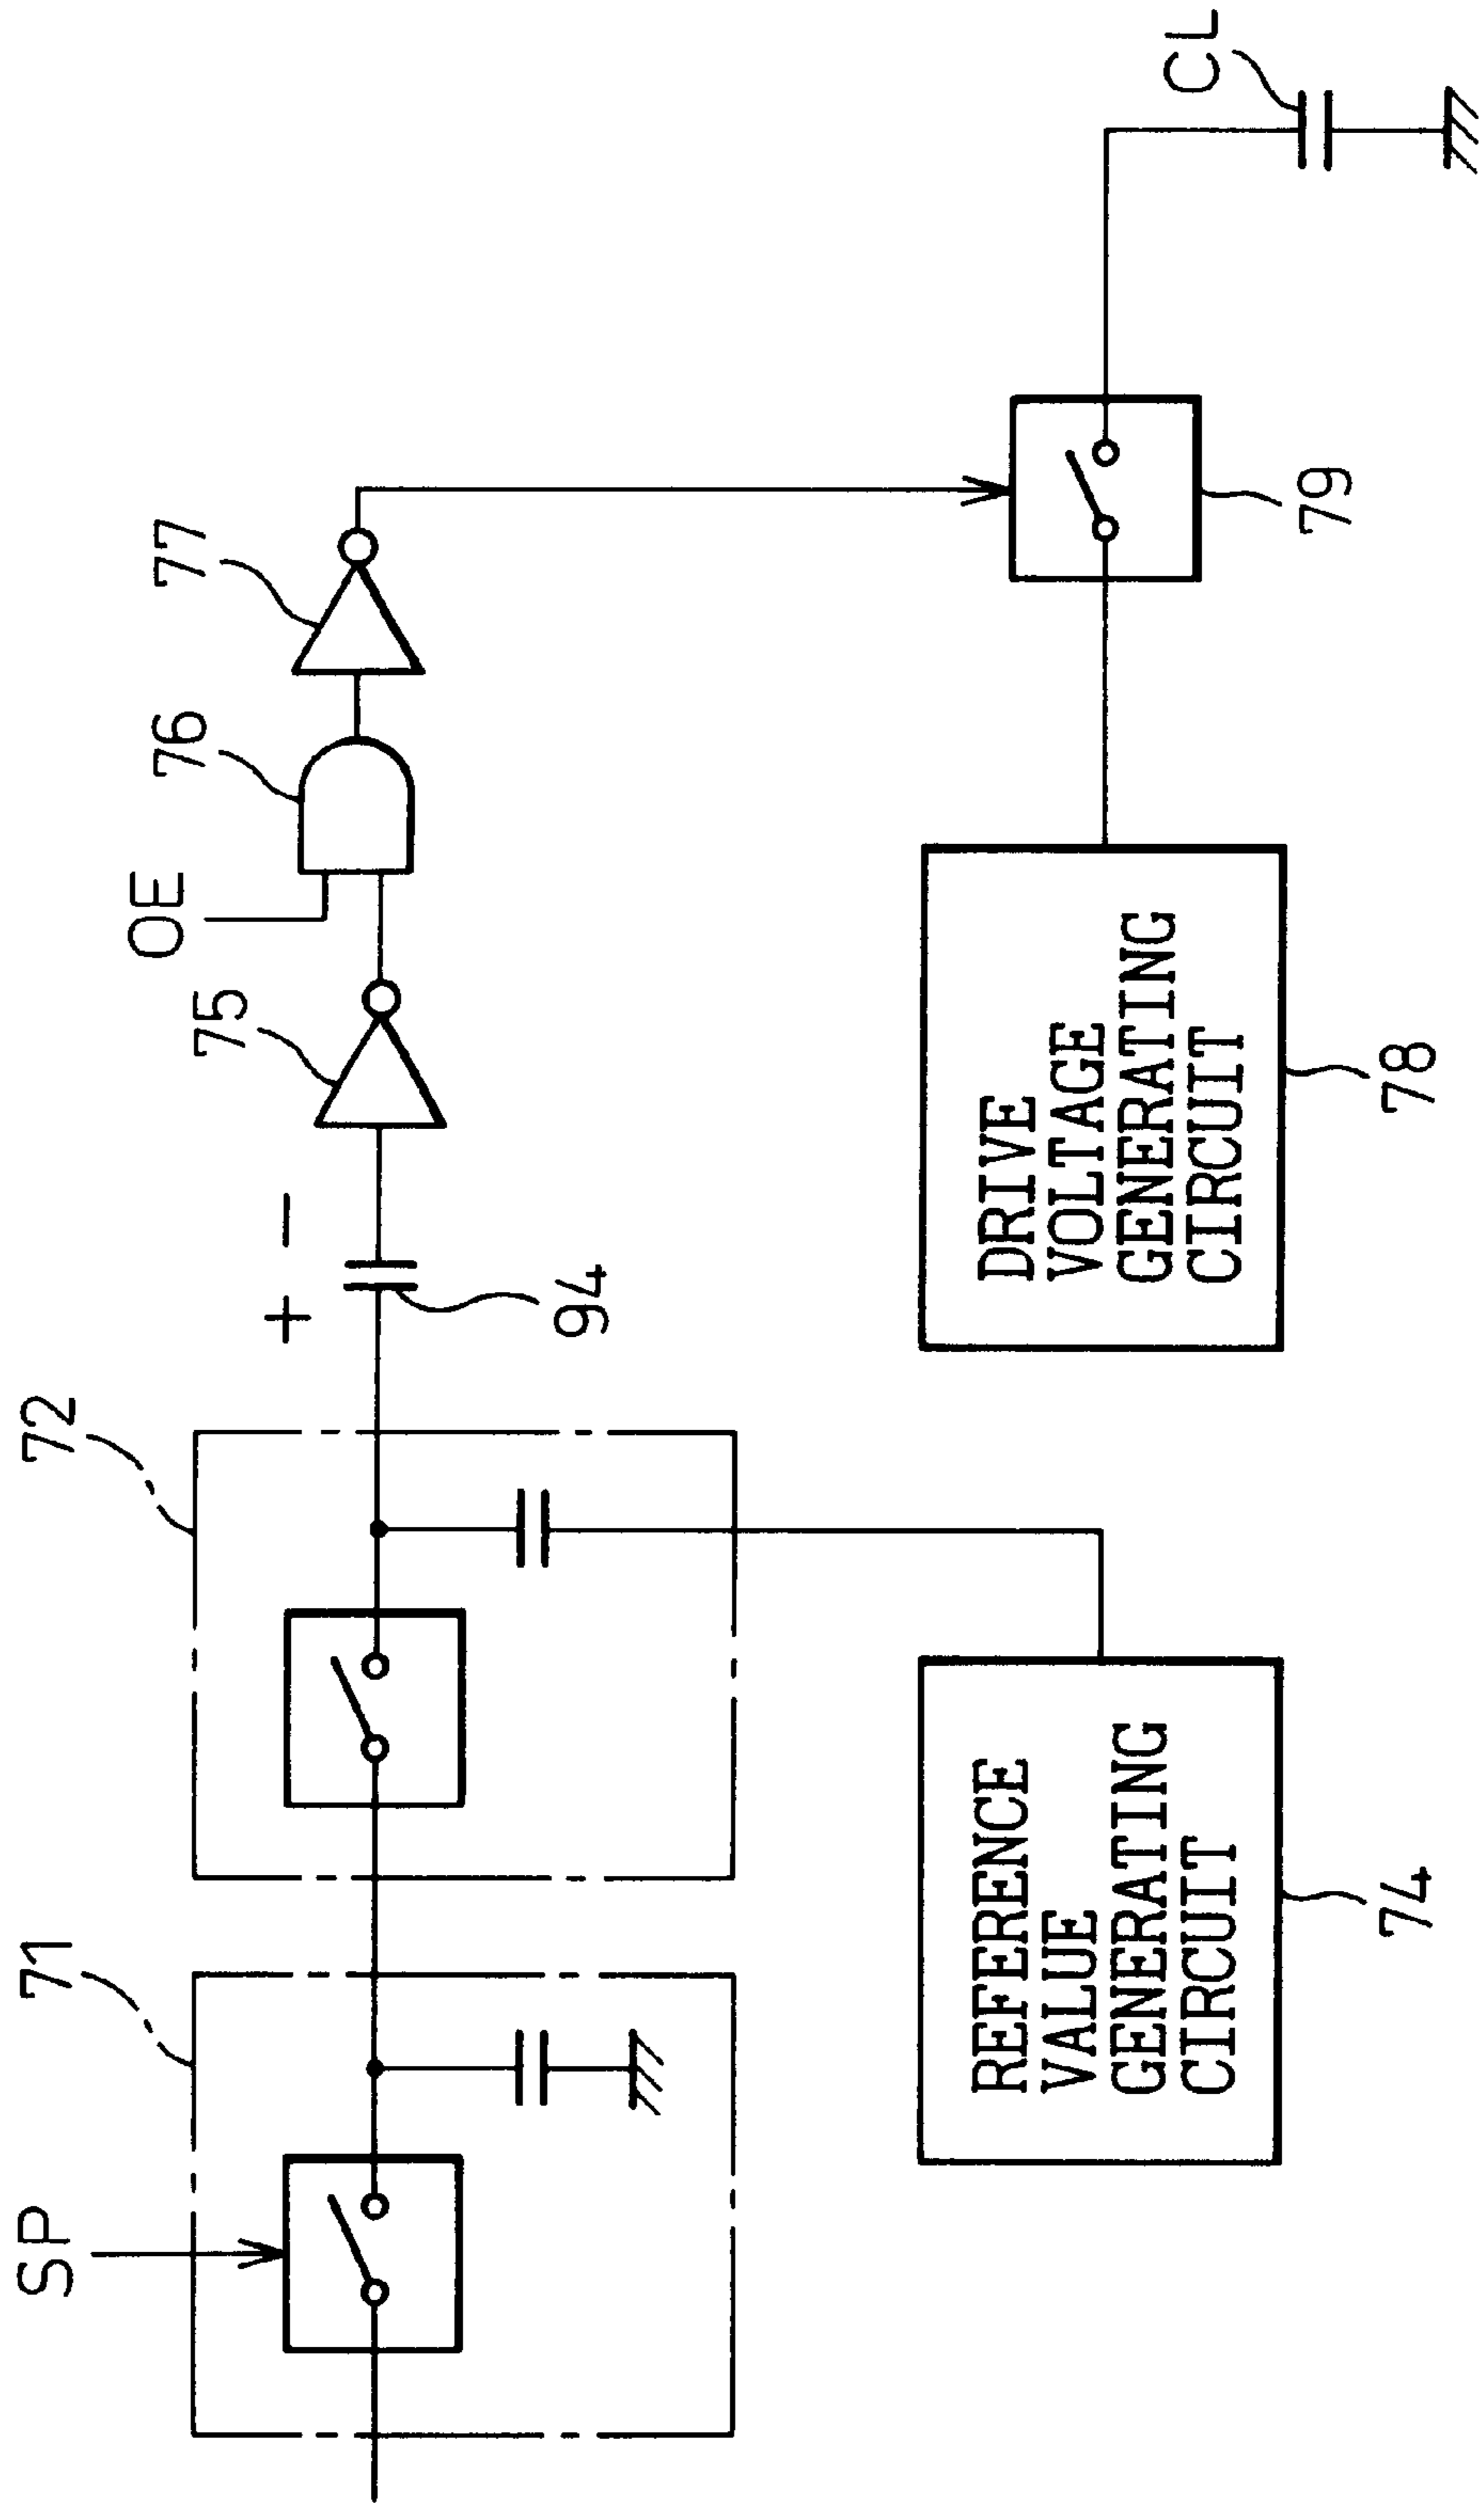 SP
71
72
+ −
94
75
OE
76
77
REFERENCE
VALUE
GENERATING
CIRCUIT
74
DRIVE
VOLTAGE
GENERATING
CIRCUIT
78
79
CL